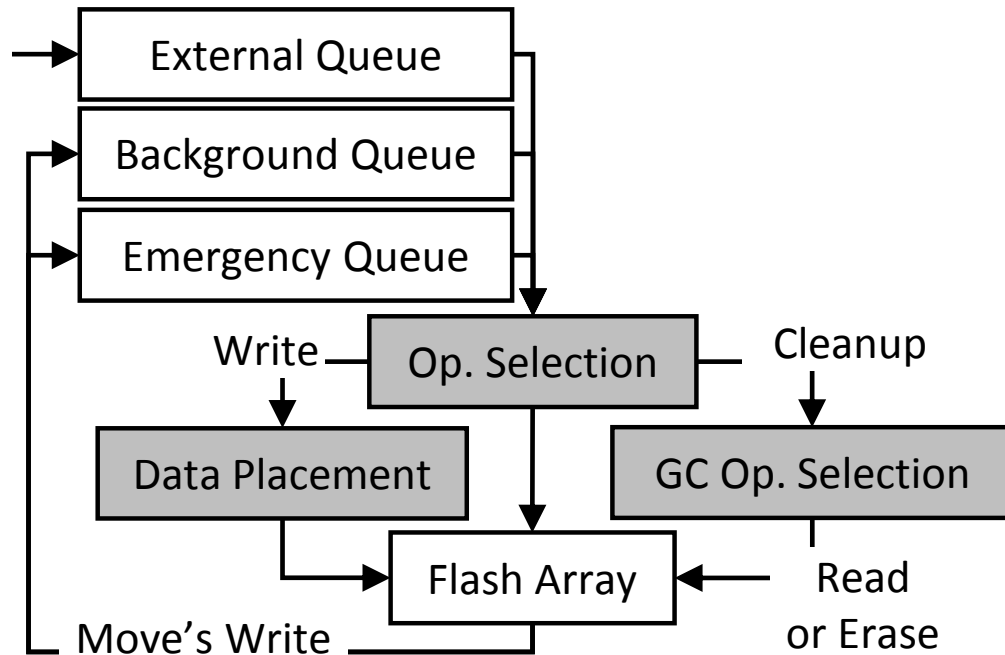 External Queue
Background Queue
Emergency Queue
Write
Op. Selection
Cleanup
Data Placement
GC Op. Selection
Flash Array
Read
or Erase
Move’s Write